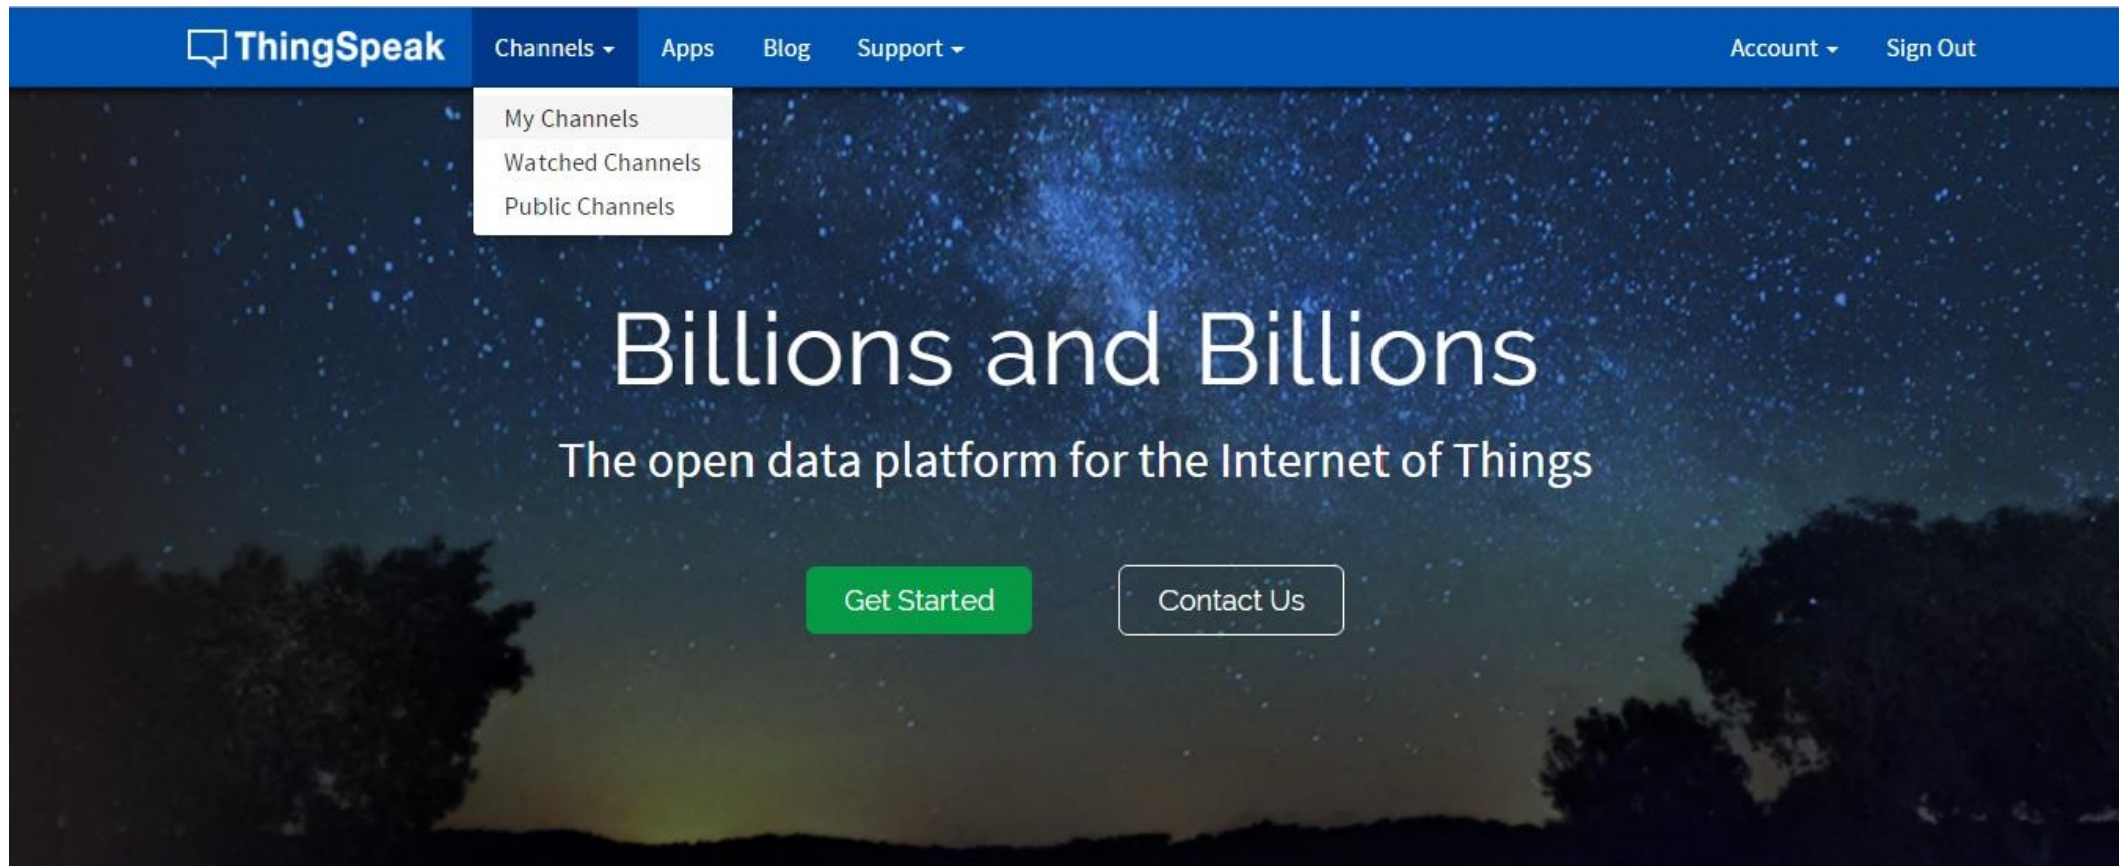 ThingSpeak Channels Apps Blog Support Account Sign Out
My Channels
Watched Channels
Public Channels
Billions and Billions
The open data platform for the Internet of Things
Get Started Contact Us